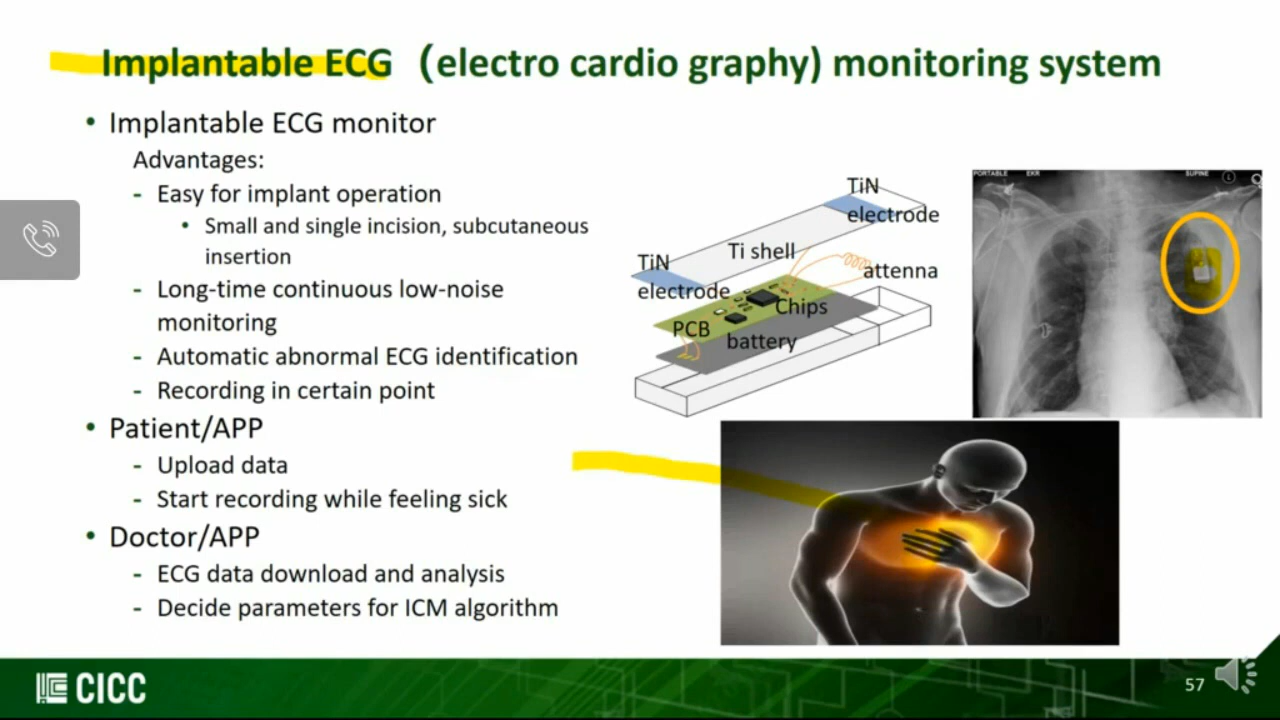 Implantable ECG （electro cardio graphy) monitoring system
• Implantable ECG monitor
Advantages:
- Easy for implant operation
• Small and single incision, subcutaneous
insertion
- Long-time continuous low-noise
monitoring
- Automatic abnormal ECG identification
- Recording in certain point
• Patient/APP
- Upload data
- Start recording while feeling sick
• Doctor/APP
- ECG data download and analysis
- Decide parameters for ICM algorithm
TiN
electrode
Ti shell
TiN
electrode
attenna
Chips
PCB
battery
PORTABLE EKR SUPINE L
CICC
57